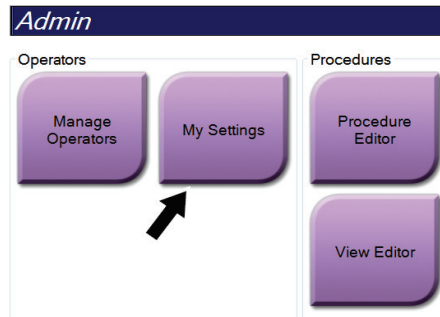 Admin
Operators
Procedures
Manage
Operators
My Settings
Procedure
Editor
View Editor